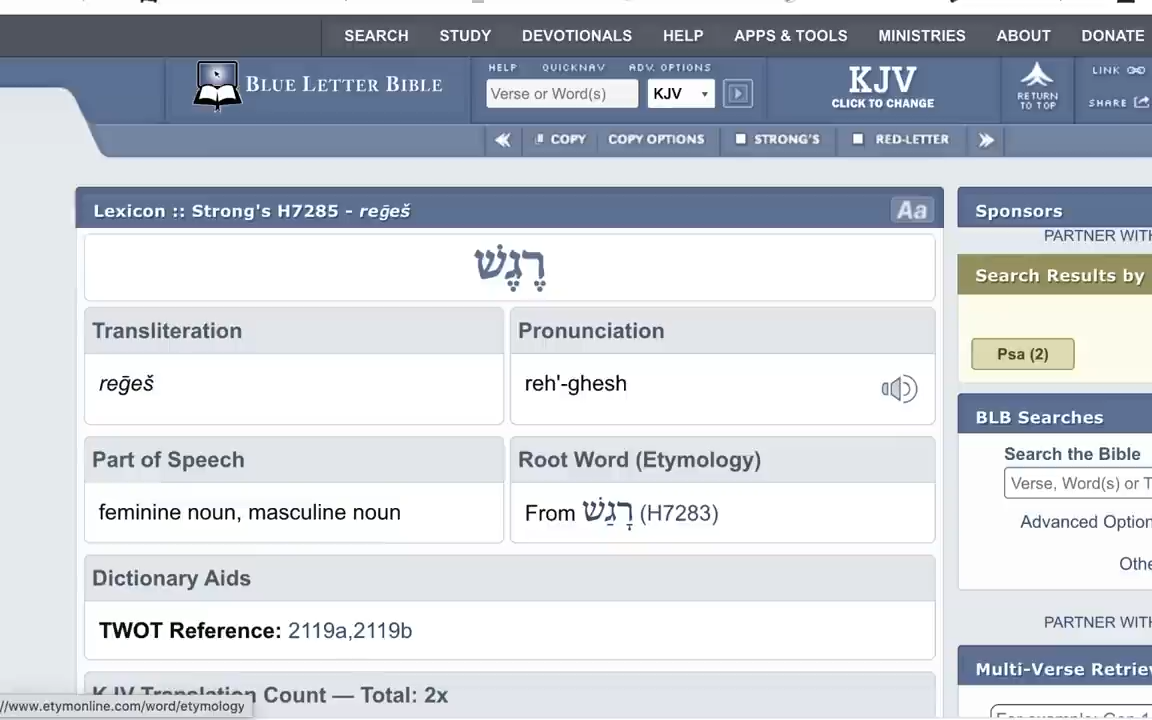 SEARCH STUDY DEVOTIONALS HELP APPS & TOOLS MINISTRIES ABOUT DONATE
BLUE LETTER BIBLE
HELP QUICKNAV ADV. OPTIONS
Verse or Word(s) KJV
KJV
CLICK TO CHANGE
RETURN
TO TOP
LINK
SHARE
COPY COPY OPTIONS STRONG'S RED-LETTER
Lexicon :: Strong's H7285 - reḡeš
Aa
רֶגֶשׁ
Transliteration
reḡeš
Pronunciation
reh'-ghesh
Part of Speech
feminine noun, masculine noun
Root Word (Etymology)
From רָגַשׁ (H7283)
Dictionary Aids
TWOT Reference: 2119a,2119b
KJV Translation Count — Total: 2x
//www.etymonline.com/word/etymology
Sponsors
PARTNER WITH
Search Results by
Psa (2)
BLB Searches
Search the Bible
Verse, Word(s) or T
Advanced Option
Othe
PARTNER WITH
Multi-Verse Retrie